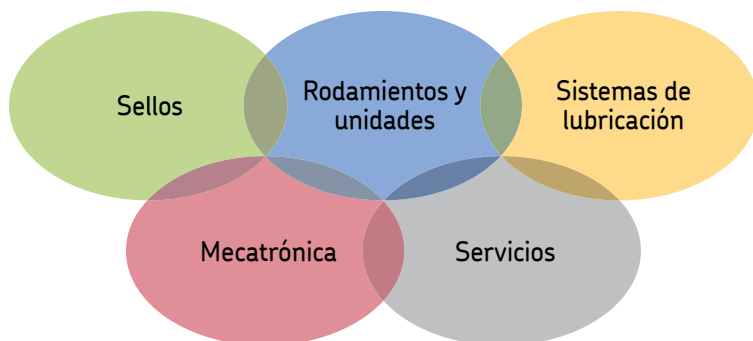 Sellos
Rodamientos y
unidades
Sistemas de
lubricación
Mecatrónica
Servicios